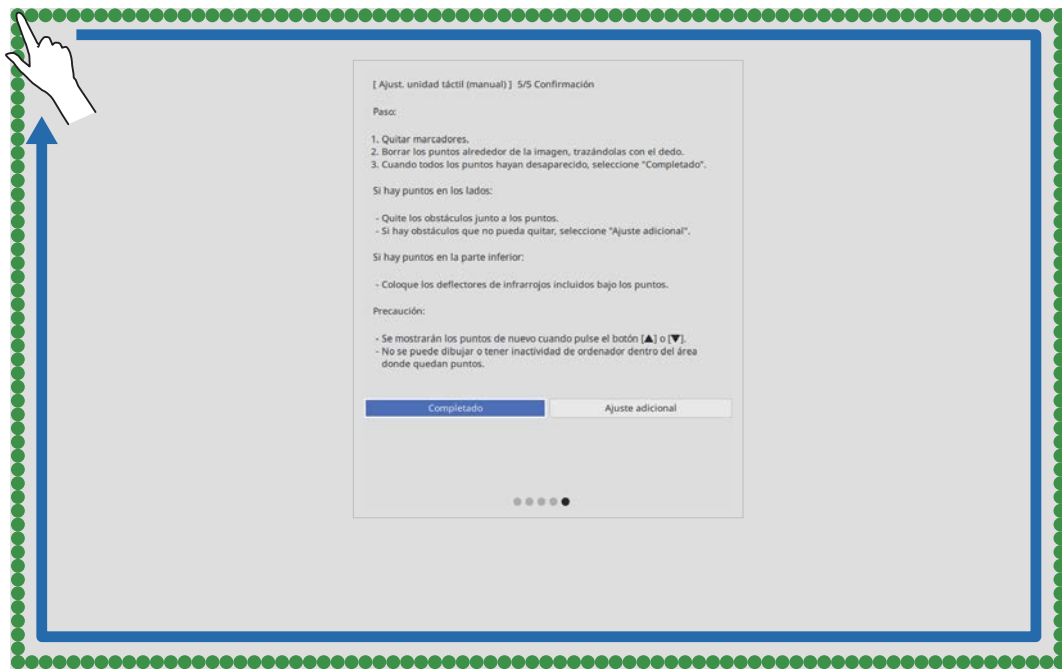 [ Ajust. unidad táctil (manual) ] 5/5 Confirmación
Paso:
1. Quitar marcadores.
2. Borrar los puntos alrededor de la imagen, trazándolas con el dedo.
3. Cuando todos los puntos hayan desaparecido, seleccione "Completado".
Si hay puntos en los lados:
- Quite los obstáculos junto a los puntos.
- Si hay obstáculos que no pueda quitar, seleccione "Ajuste adicional".
Si hay puntos en la parte inferior:
- Coloque los deflectores de infrarrojos incluidos bajo los puntos.
Precaución:
- Se mostrarán los puntos de nuevo cuando pulse el botón [▲] o [▼].
- No se puede dibujar o tener inactividad de ordenador dentro del área
donde quedan puntos.
Completado
Ajuste adicional